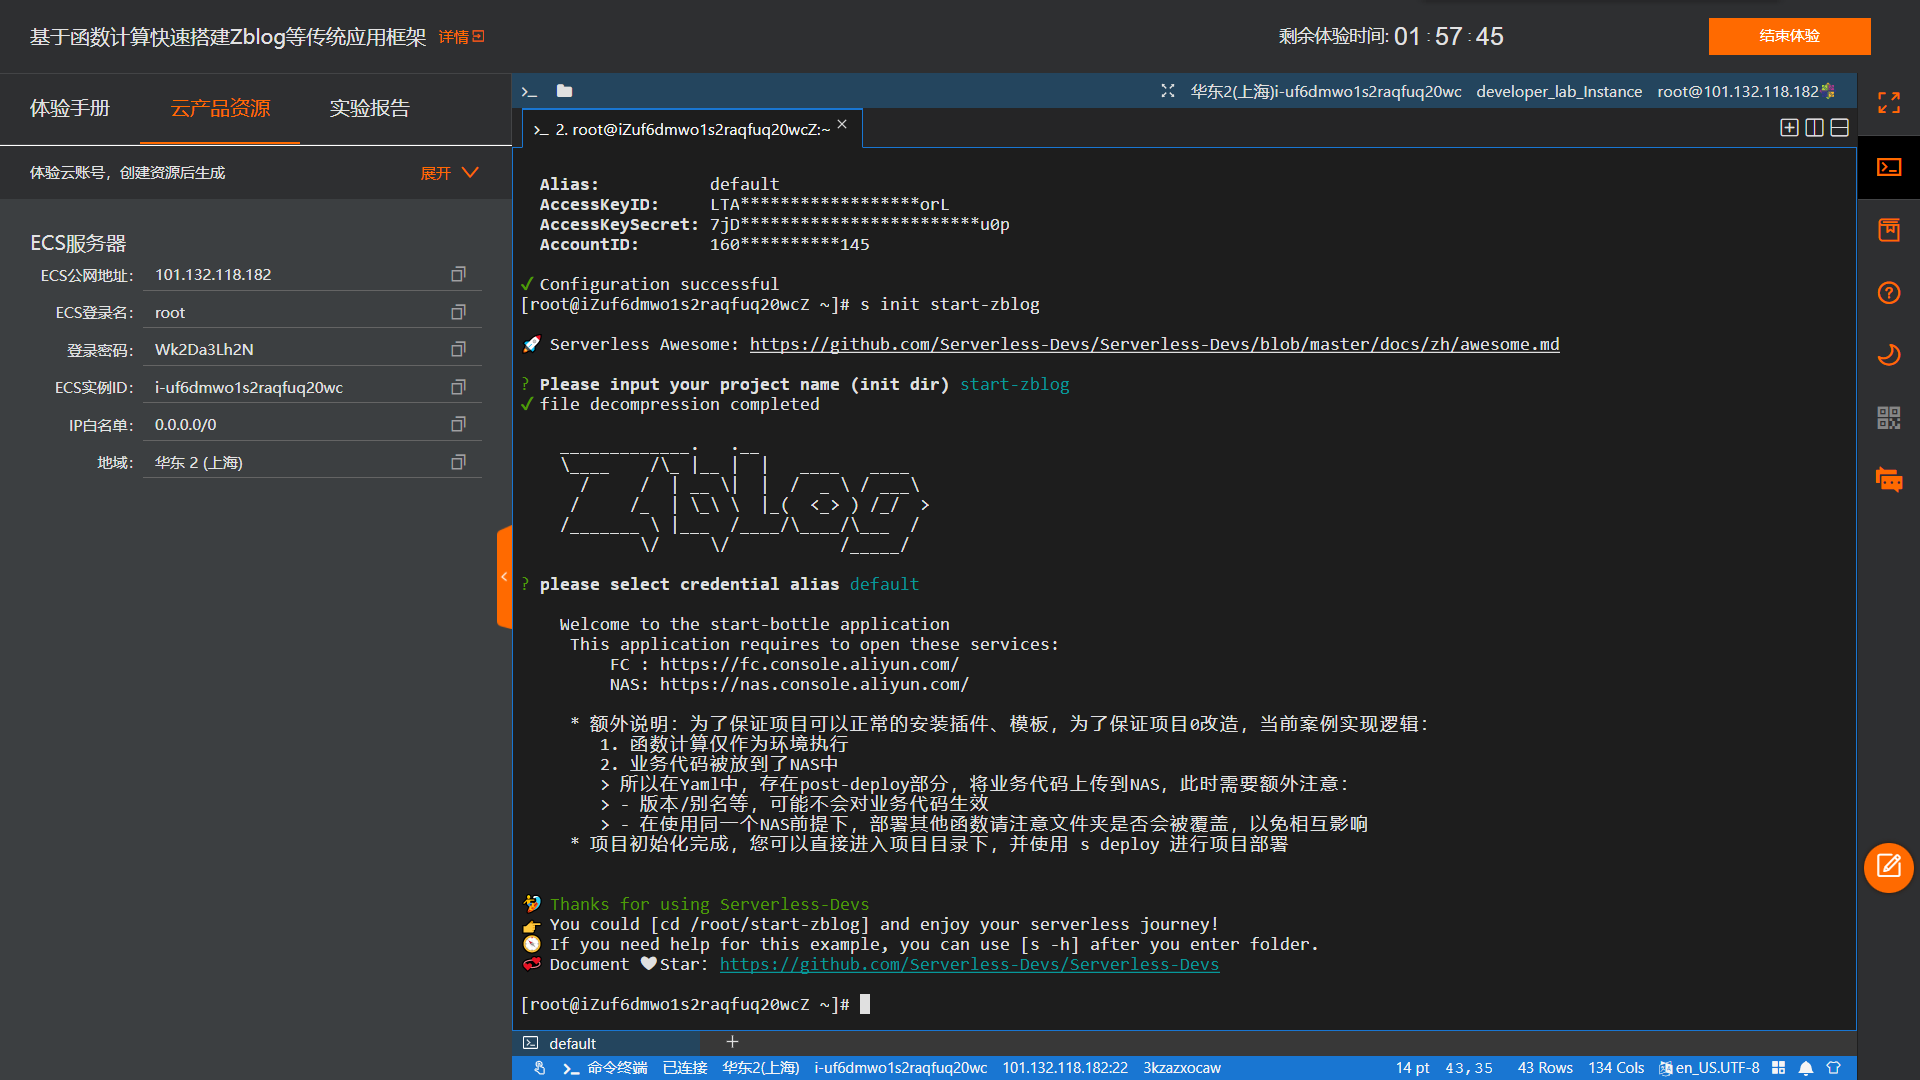 基于函数计算快速搭建Zblog等传统应用框架 详情
剩余体验时间: 01 : 57 : 45
结束体验
体验手册 云产品资源 实验报告
体验云账号，创建资源后生成 展开
ECS服务器
ECS公网地址： 101.132.118.182
ECS登录名： root
登录密码： Wk2Da3Lh2N
ECS实例ID： i-uf6dmwo1s2raqfuq20wc
IP白名单： 0.0.0.0/0
地域： 华东 2 (上海)
华东2(上海)i-uf6dmwo1s2raqfuq20wc developer_lab_Instance root@101.132.118.182
2. root@iZuf6dmwo1s2raqfuq20wcZ:~
Alias: default
AccessKeyID: LTA******************orL
AccessKeySecret: 7jD************************u0p
AccountID: 160**********145
✓ Configuration successful
[root@iZuf6dmwo1s2raqfuq20wcZ ~]# s init start-zblog
🚀 Serverless Awesome: https://github.com/Serverless-Devs/Serverless-Devs/blob/master/docs/zh/awesome.md
? Please input your project name (init dir) start-zblog
✓ file decompression completed
Zblog
? please select credential alias default
Welcome to the start-bottle application
This application requires to open these services:
FC : https://fc.console.aliyun.com/
NAS: https://nas.console.aliyun.com/
* 额外说明：为了保证项目可以正常的安装插件、模板，为了保证项目0改造，当前案例实现逻辑：
1. 函数计算仅作为环境执行
2. 业务代码被放到了NAS中
> 所以在Yaml中，存在post-deploy部分，将业务代码上传到NAS，此时需要额外注意：
> - 版本/别名等，可能不会对业务代码生效
> - 在使用同一个NAS前提下，部署其他函数请注意文件夹是否会被覆盖，以免相互影响
* 项目初始化完成，您可以直接进入项目目录下，并使用 s deploy 进行项目部署
🏄 Thanks for using Serverless-Devs
👉 You could [cd /root/start-zblog] and enjoy your serverless journey!
🧭 If you need help for this example, you can use [s -h] after you enter folder.
💞 Document 🤍Star: https://github.com/Serverless-Devs/Serverless-Devs
[root@iZuf6dmwo1s2raqfuq20wcZ ~]#
default
命令终端 已连接 华东2(上海) i-uf6dmwo1s2raqfuq20wc 101.132.118.182:22 3kzazxocaw 14 pt 43,35 43 Rows 134 Cols en_US.UTF-8